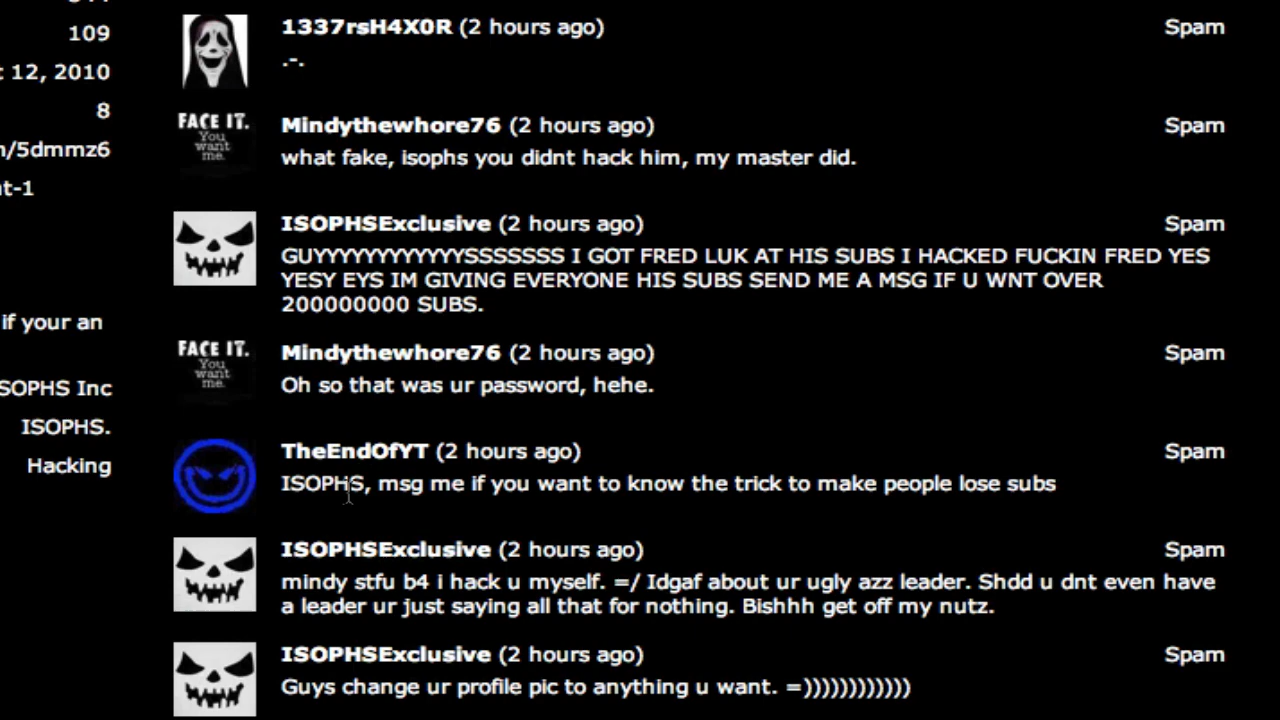 109
1337rsH4X0R (2 hours ago) Spam
.-.
12, 2010
8
FACE IT.
You
want
me.
Mindythewhore76 (2 hours ago) Spam
what fake, isophs you didnt hack him, my master did.
/5dmmz6
t-1
ISOPHSExclusive (2 hours ago) Spam
GUYYYYYYYYYYYSSSSSSS I GOT FRED LUK AT HIS SUBS I HACKED FUCKIN FRED YES
YESY EYS IM GIVING EVERYONE HIS SUBS SEND ME A MSG IF U WNT OVER
200000000 SUBS.
if your an
FACE IT.
You
want
me.
Mindythewhore76 (2 hours ago) Spam
Oh so that was ur password, hehe.
SOPHS Inc
ISOPHS.
Hacking
TheEndOfYT (2 hours ago) Spam
ISOPHS, msg me if you want to know the trick to make people lose subs
ISOPHSExclusive (2 hours ago) Spam
mindy stfu b4 i hack u myself. =/ Idgaf about ur ugly azz leader. Shdd u dnt even have
a leader ur just saying all that for nothing. Bishhh get off my nutz.
ISOPHSExclusive (2 hours ago) Spam
Guys change ur profile pic to anything u want. =))))))))))))